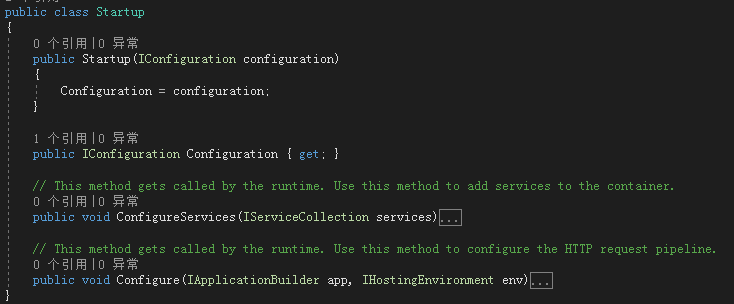 public class Startup
{
0 个引用|0 异常
public Startup(IConfiguration configuration)
{
Configuration = configuration;
}
1 个引用|0 异常
public IConfiguration Configuration { get; }
// This method gets called by the runtime. Use this method to add services to the container.
0 个引用|0 异常
public void ConfigureServices(IServiceCollection services)...
// This method gets called by the runtime. Use this method to configure the HTTP request pipeline.
0 个引用|0 异常
public void Configure(IApplicationBuilder app, IHostingEnvironment env)...
}